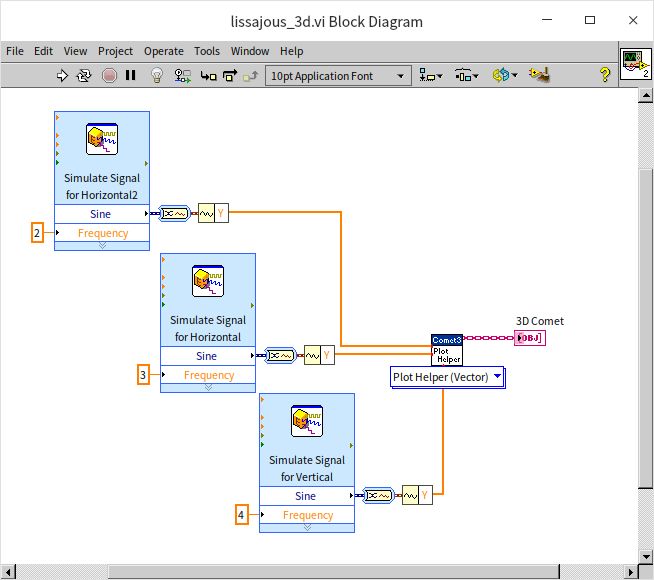 lissajous_3d.vi Block Diagram
File Edit View Project Operate Tools Window Help
10pt Application Font
?
2
Simulate Signal
for Horizontal2
Sine
Y
2
Frequency
Simulate Signal
for Horizontal
Sine
Y
3
Frequency
3D Comet
Comet3
Plot
Helper
OBJ
Plot Helper (Vector)
Simulate Signal
for Vertical
Sine
Y
4
Frequency